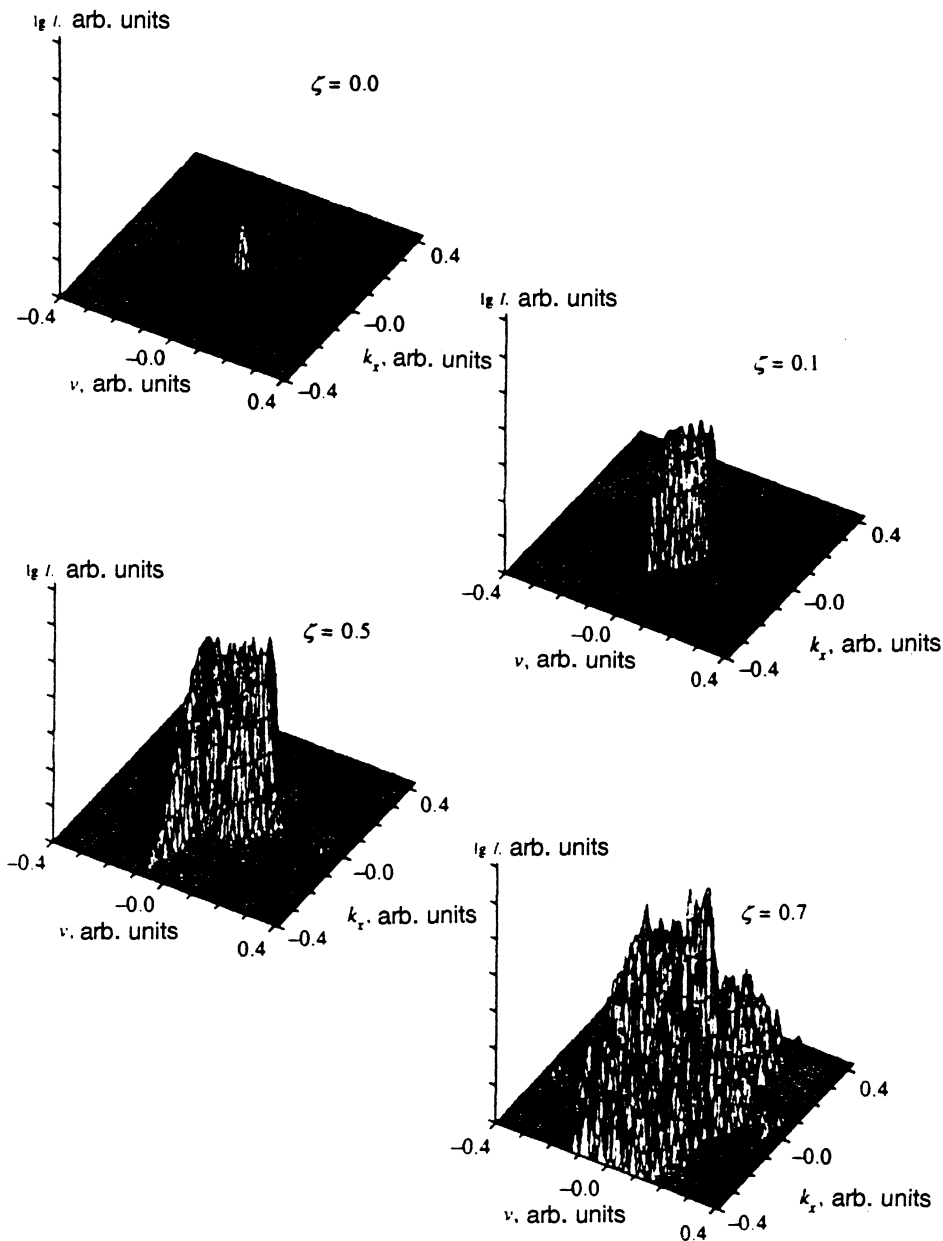 lg I, arb. units
ζ = 0.0
0.4
-0.0
k_x, arb. units
-0.4
-0.4
-0.0
ν, arb. units
0.4
lg I, arb. units
ζ = 0.1
0.4
-0.0
k_x, arb. units
-0.4
-0.4
-0.0
ν, arb. units
0.4
lg I, arb. units
ζ = 0.5
0.4
-0.0
k_x, arb. units
-0.4
-0.4
-0.0
ν, arb. units
0.4
lg I, arb. units
ζ = 0.7
0.4
-0.0
k_x, arb. units
-0.4
-0.4
-0.0
ν, arb. units
0.4